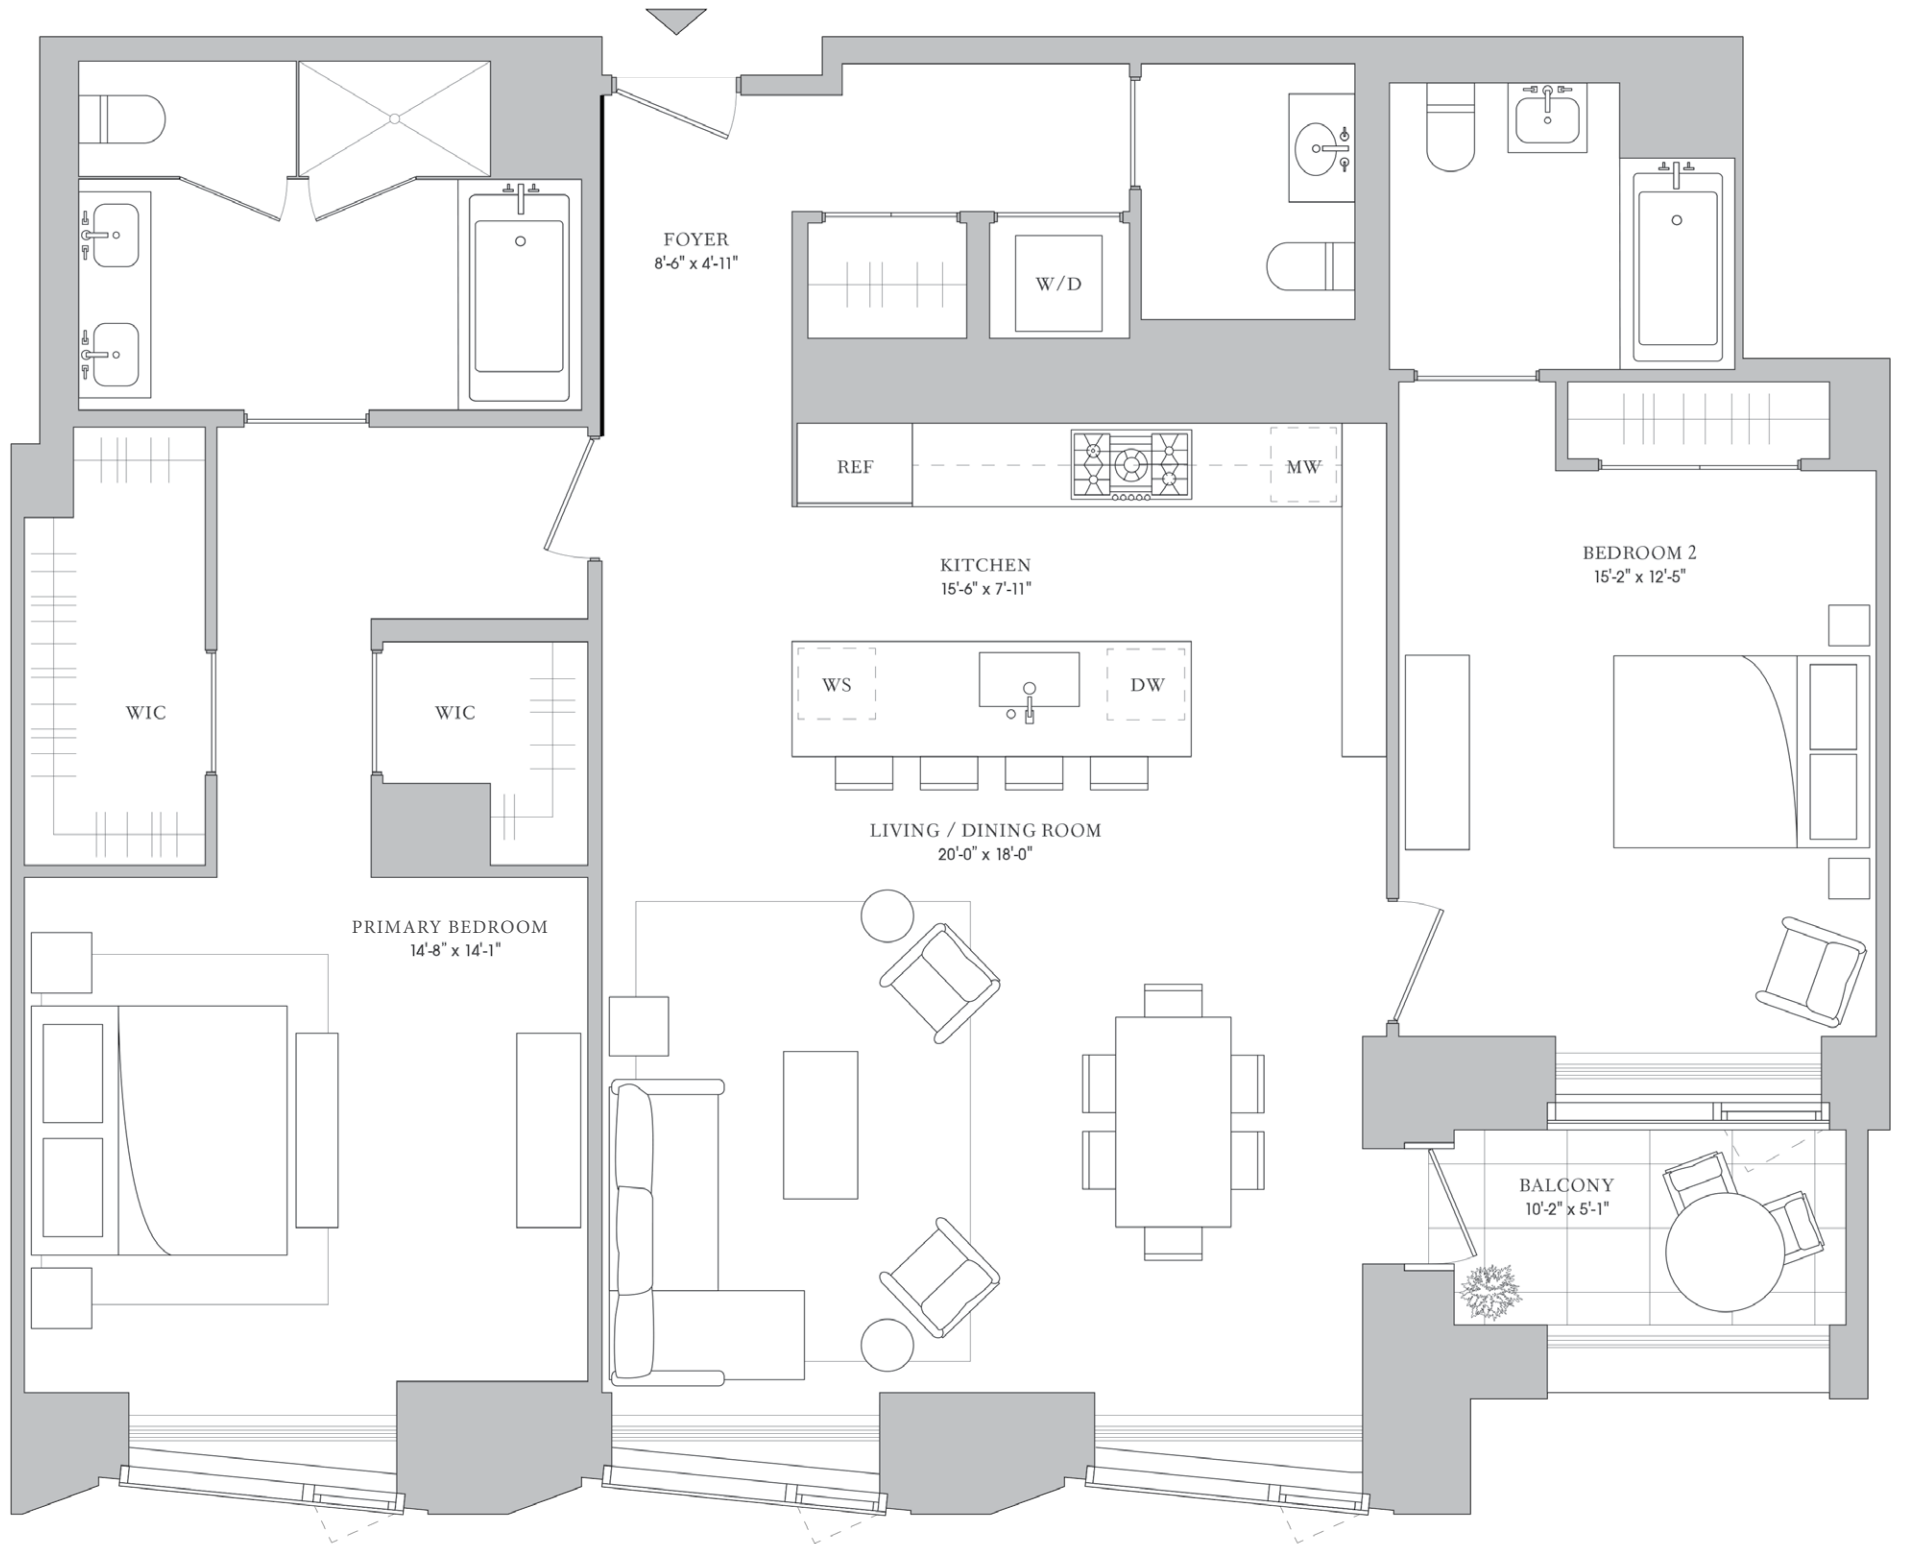 FOYER
8'-6" x 4'-11"
W/D
REF
MW
KITCHEN
15'-6" x 7'-11"
BEDROOM 2
15'-2" x 12'-5"
WS
DW
WIC
WIC
LIVING / DINING ROOM
20'-0" x 18'-0"
PRIMARY BEDROOM
14'-8" x 14'-1"
BALCONY
10'-2" x 5'-1"